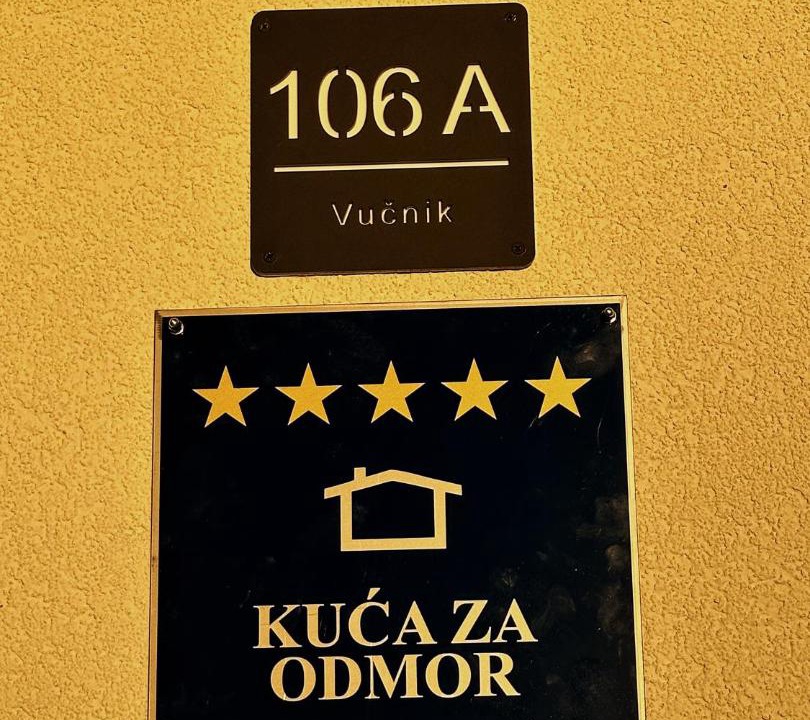 106 A
Vučnik
KUĆA ZA
ODMOR